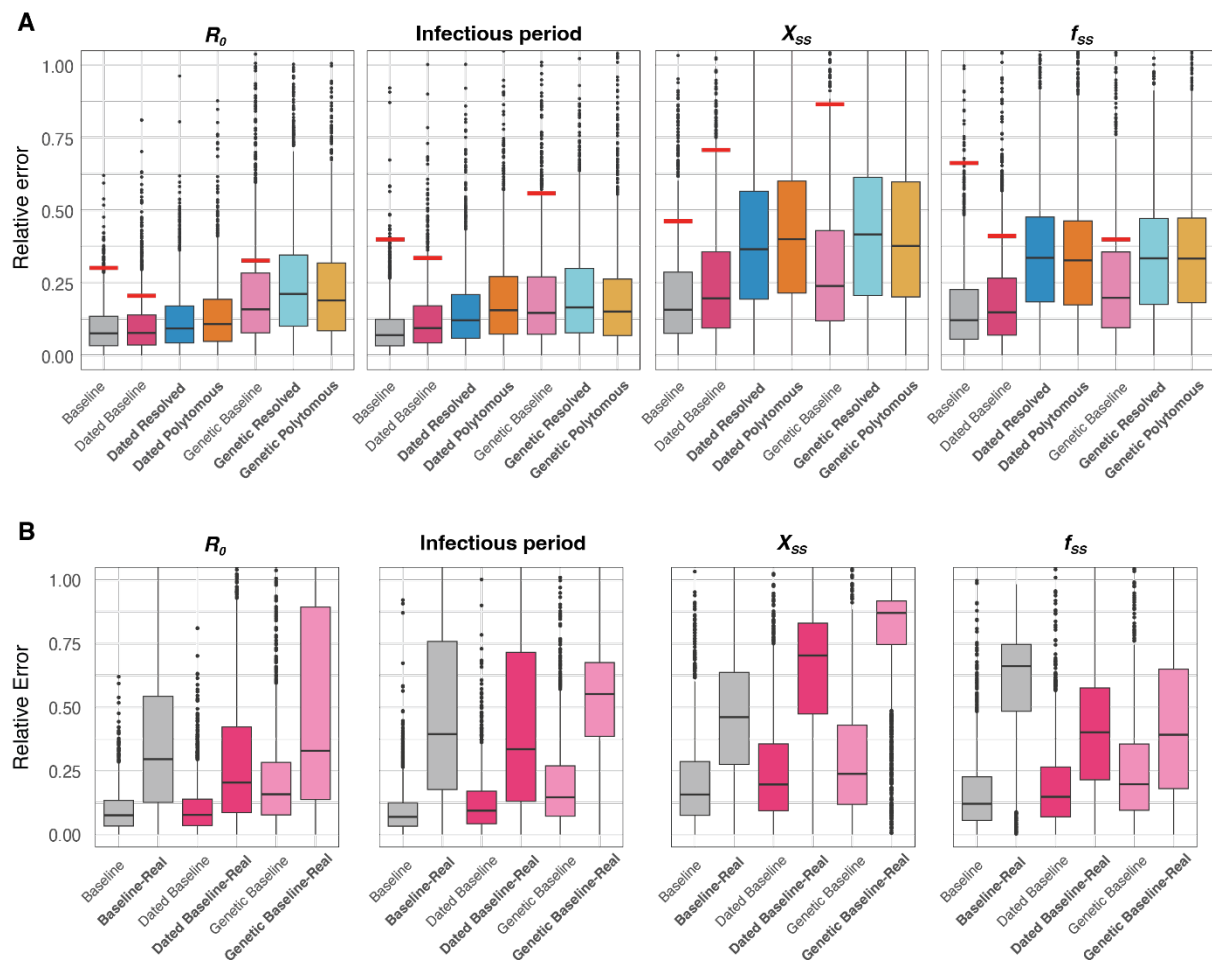 A
R0
Infectious period
XSS
fSS
Relative error
1.00
0.75
0.50
0.25
0.00
Baseline
Dated Baseline
Dated Resolved
Dated Polytomous
Genetic Baseline
Genetic Resolved
Genetic Polytomous
Baseline
Dated Baseline
Dated Resolved
Dated Polytomous
Genetic Baseline
Genetic Resolved
Genetic Polytomous
Baseline
Dated Baseline
Dated Resolved
Dated Polytomous
Genetic Baseline
Genetic Resolved
Genetic Polytomous
Baseline
Dated Baseline
Dated Resolved
Dated Polytomous
Genetic Baseline
Genetic Resolved
Genetic Polytomous
B
R0
Infectious period
XSS
fSS
Relative Error
1.00
0.75
0.50
0.25
0.00
Baseline
Baseline-Real
Dated Baseline
Dated Baseline-Real
Genetic Baseline
Genetic Baseline-Real
Baseline
Baseline-Real
Dated Baseline
Dated Baseline-Real
Genetic Baseline
Genetic Baseline-Real
Baseline
Baseline-Real
Dated Baseline
Dated Baseline-Real
Genetic Baseline
Genetic Baseline-Real
Baseline
Baseline-Real
Dated Baseline
Dated Baseline-Real
Genetic Baseline
Genetic Baseline-Real